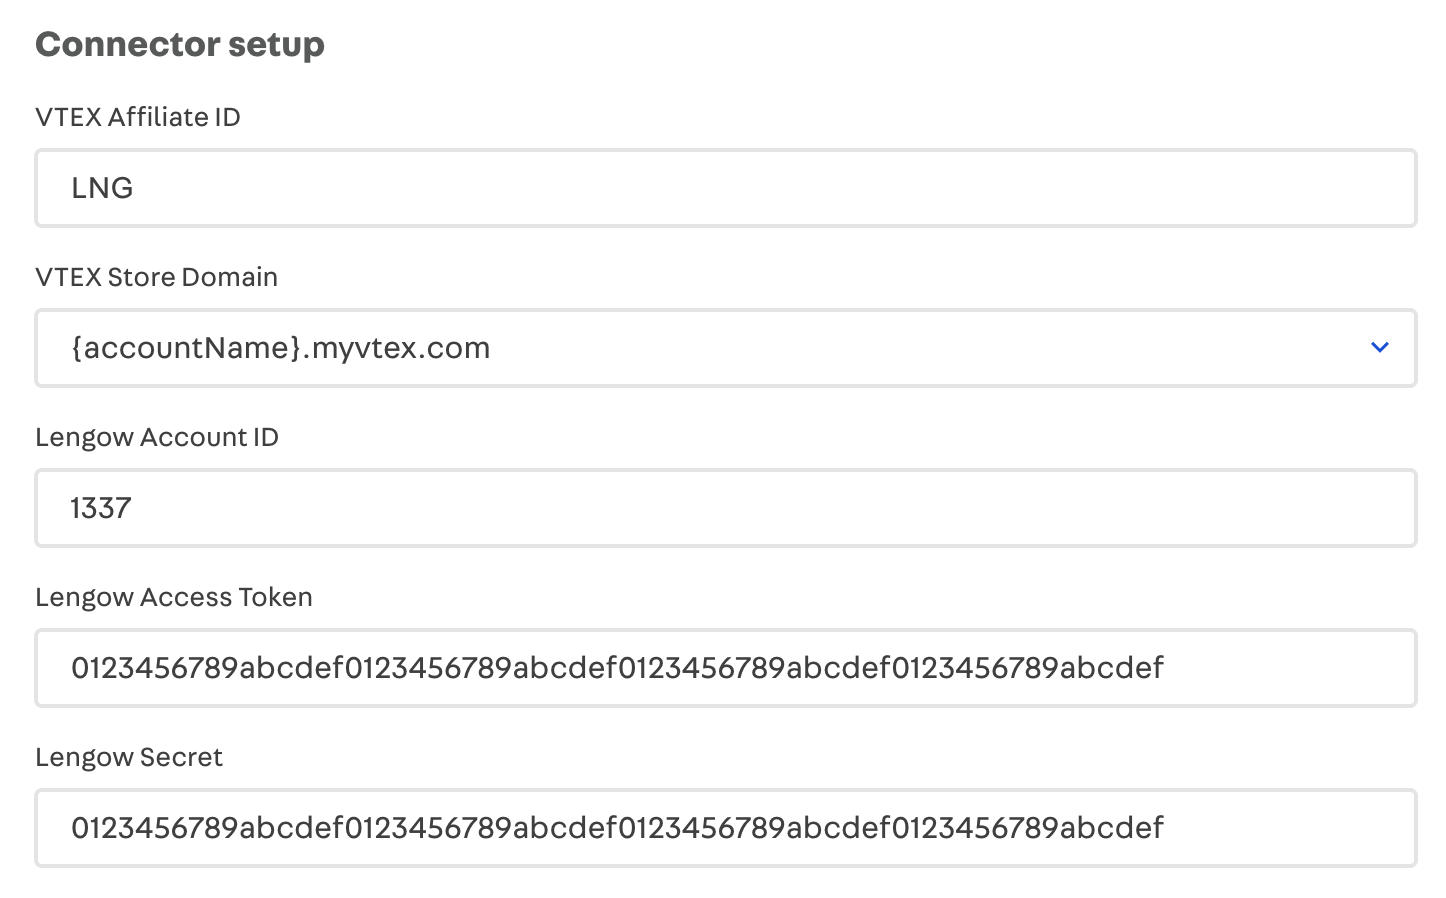 Connector setup
VTEX Affiliate ID
LNG
VTEX Store Domain
{accountName}.myvtex.com
Lengow Account ID
1337
Lengow Access Token
0123456789abcdef0123456789abcdef0123456789abcdef0123456789abcdef
Lengow Secret
0123456789abcdef0123456789abcdef0123456789abcdef0123456789abcdef